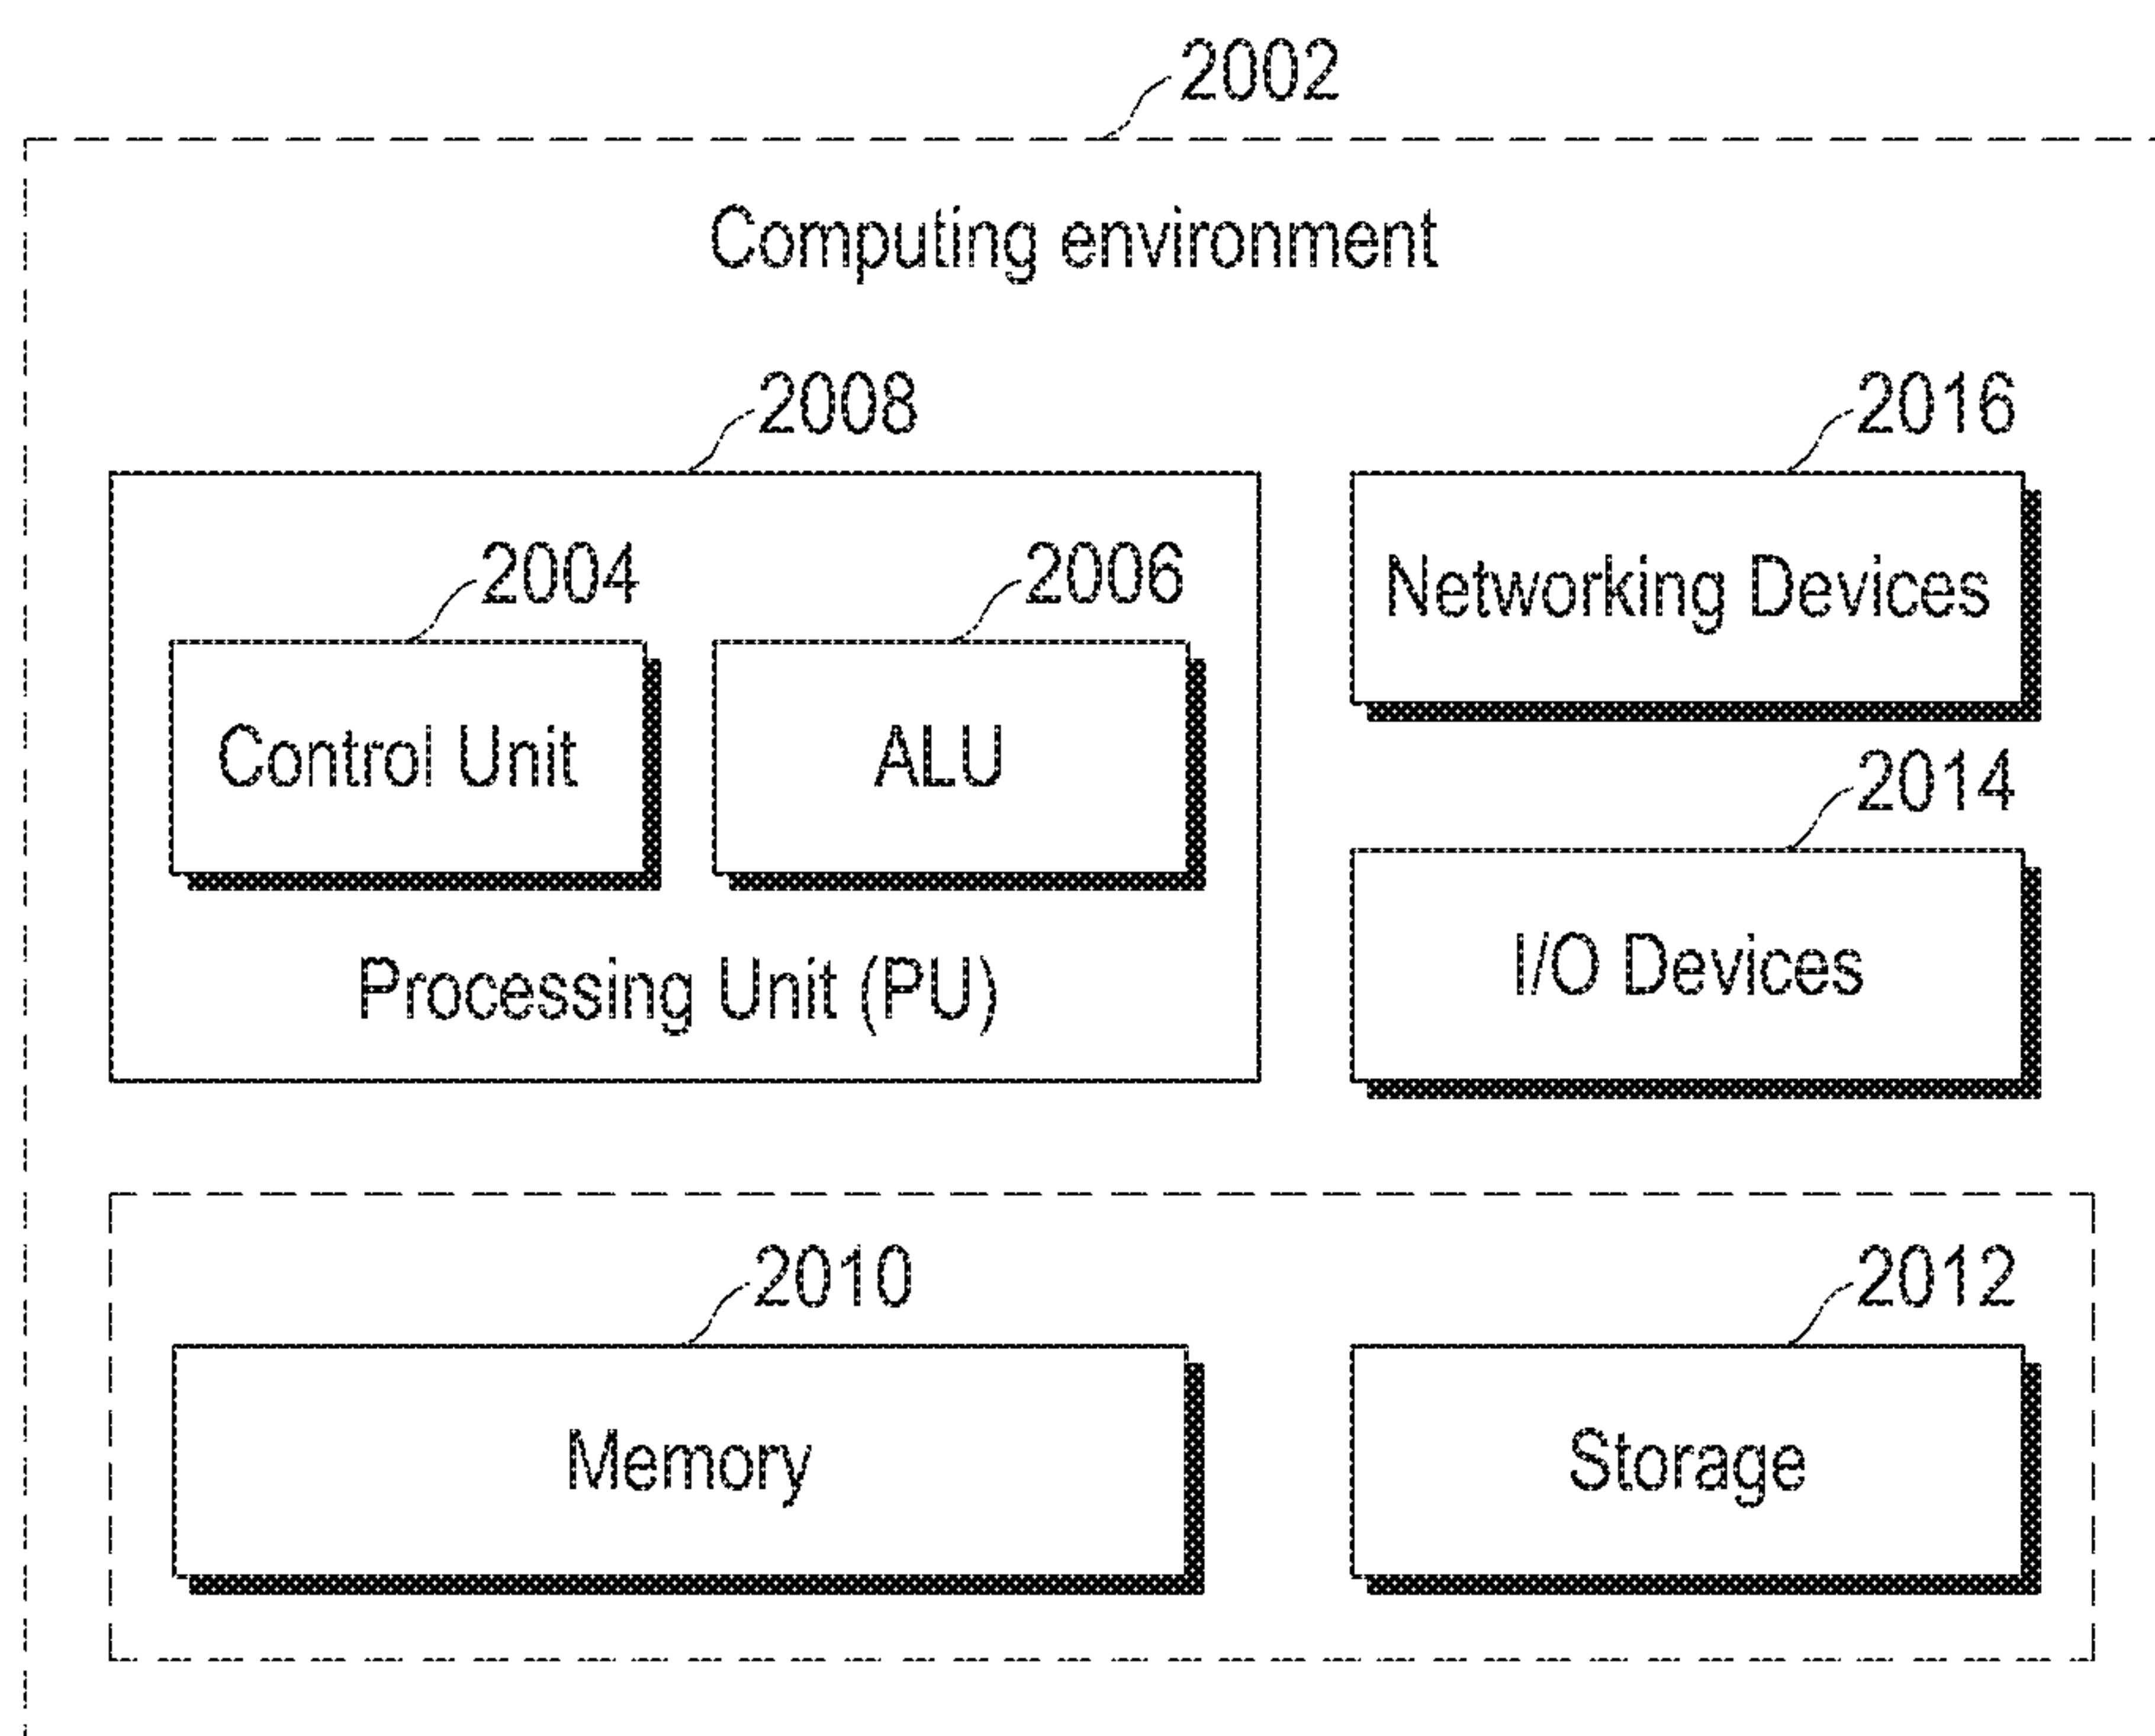 2002
Computing environment
2008
2016
2004
2006
Networking Devices
Control Unit
ALU
2014
Processing Unit (PU)
I/O Devices
2010
2012
Memory
Storage